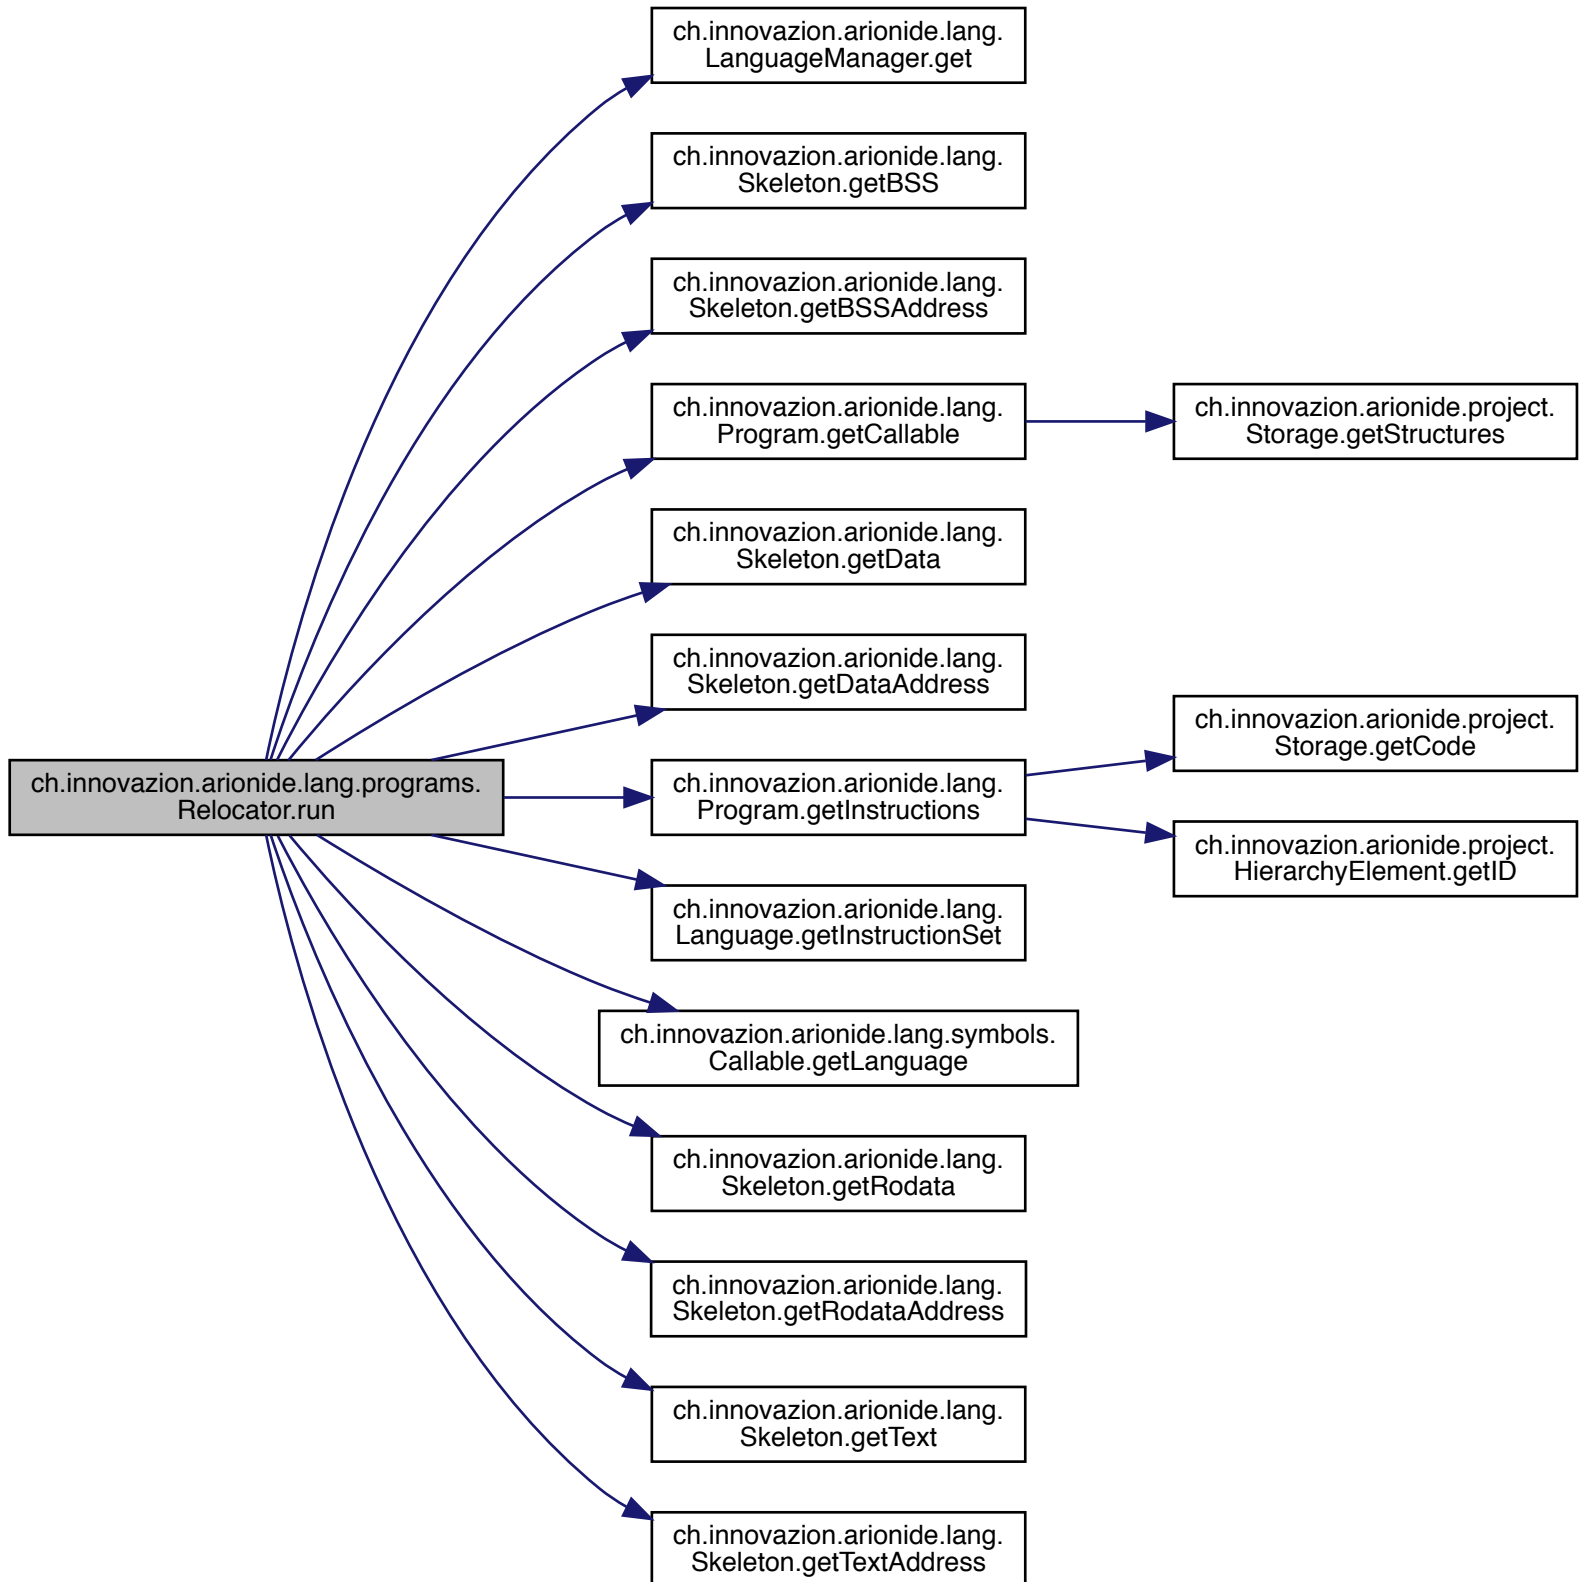 ch.innovazion.arionide.lang.
LanguageManager.get
ch.innovazion.arionide.lang.
Skeleton.getBSS
ch.innovazion.arionide.lang.
Skeleton.getBSSAddress
ch.innovazion.arionide.lang.
Program.getCallable
ch.innovazion.arionide.project.
Storage.getStructures
ch.innovazion.arionide.lang.
Skeleton.getData
ch.innovazion.arionide.lang.
Skeleton.getDataAddress
ch.innovazion.arionide.project.
Storage.getCode
ch.innovazion.arionide.lang.programs.
Relocator.run
ch.innovazion.arionide.lang.
Program.getInstructions
ch.innovazion.arionide.project.
HierarchyElement.getID
ch.innovazion.arionide.lang.
Language.getInstructionSet
ch.innovazion.arionide.lang.symbols.
Callable.getLanguage
ch.innovazion.arionide.lang.
Skeleton.getRodata
ch.innovazion.arionide.lang.
Skeleton.getRodataAddress
ch.innovazion.arionide.lang.
Skeleton.getText
ch.innovazion.arionide.lang.
Skeleton.getTextAddress